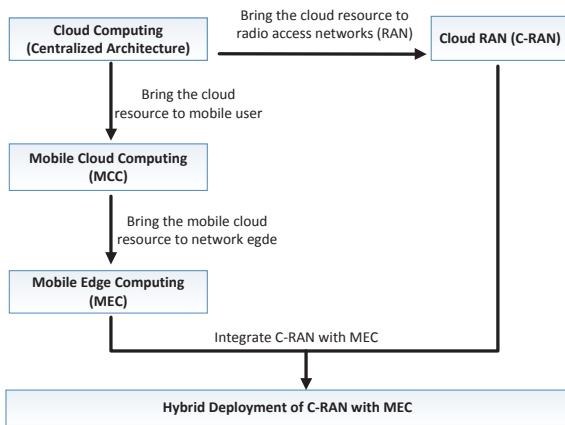 Cloud Computing
(Centralized Architecture)
Bring the cloud resource to
radio access networks (RAN)
Cloud RAN (C-RAN)
Bring the cloud
resource to mobile user
Mobile Cloud Computing
(MCC)
Bring the mobile cloud
resource to network egde
Mobile Edge Computing
(MEC)
Integrate C-RAN with MEC
Hybrid Deployment of C-RAN with MEC